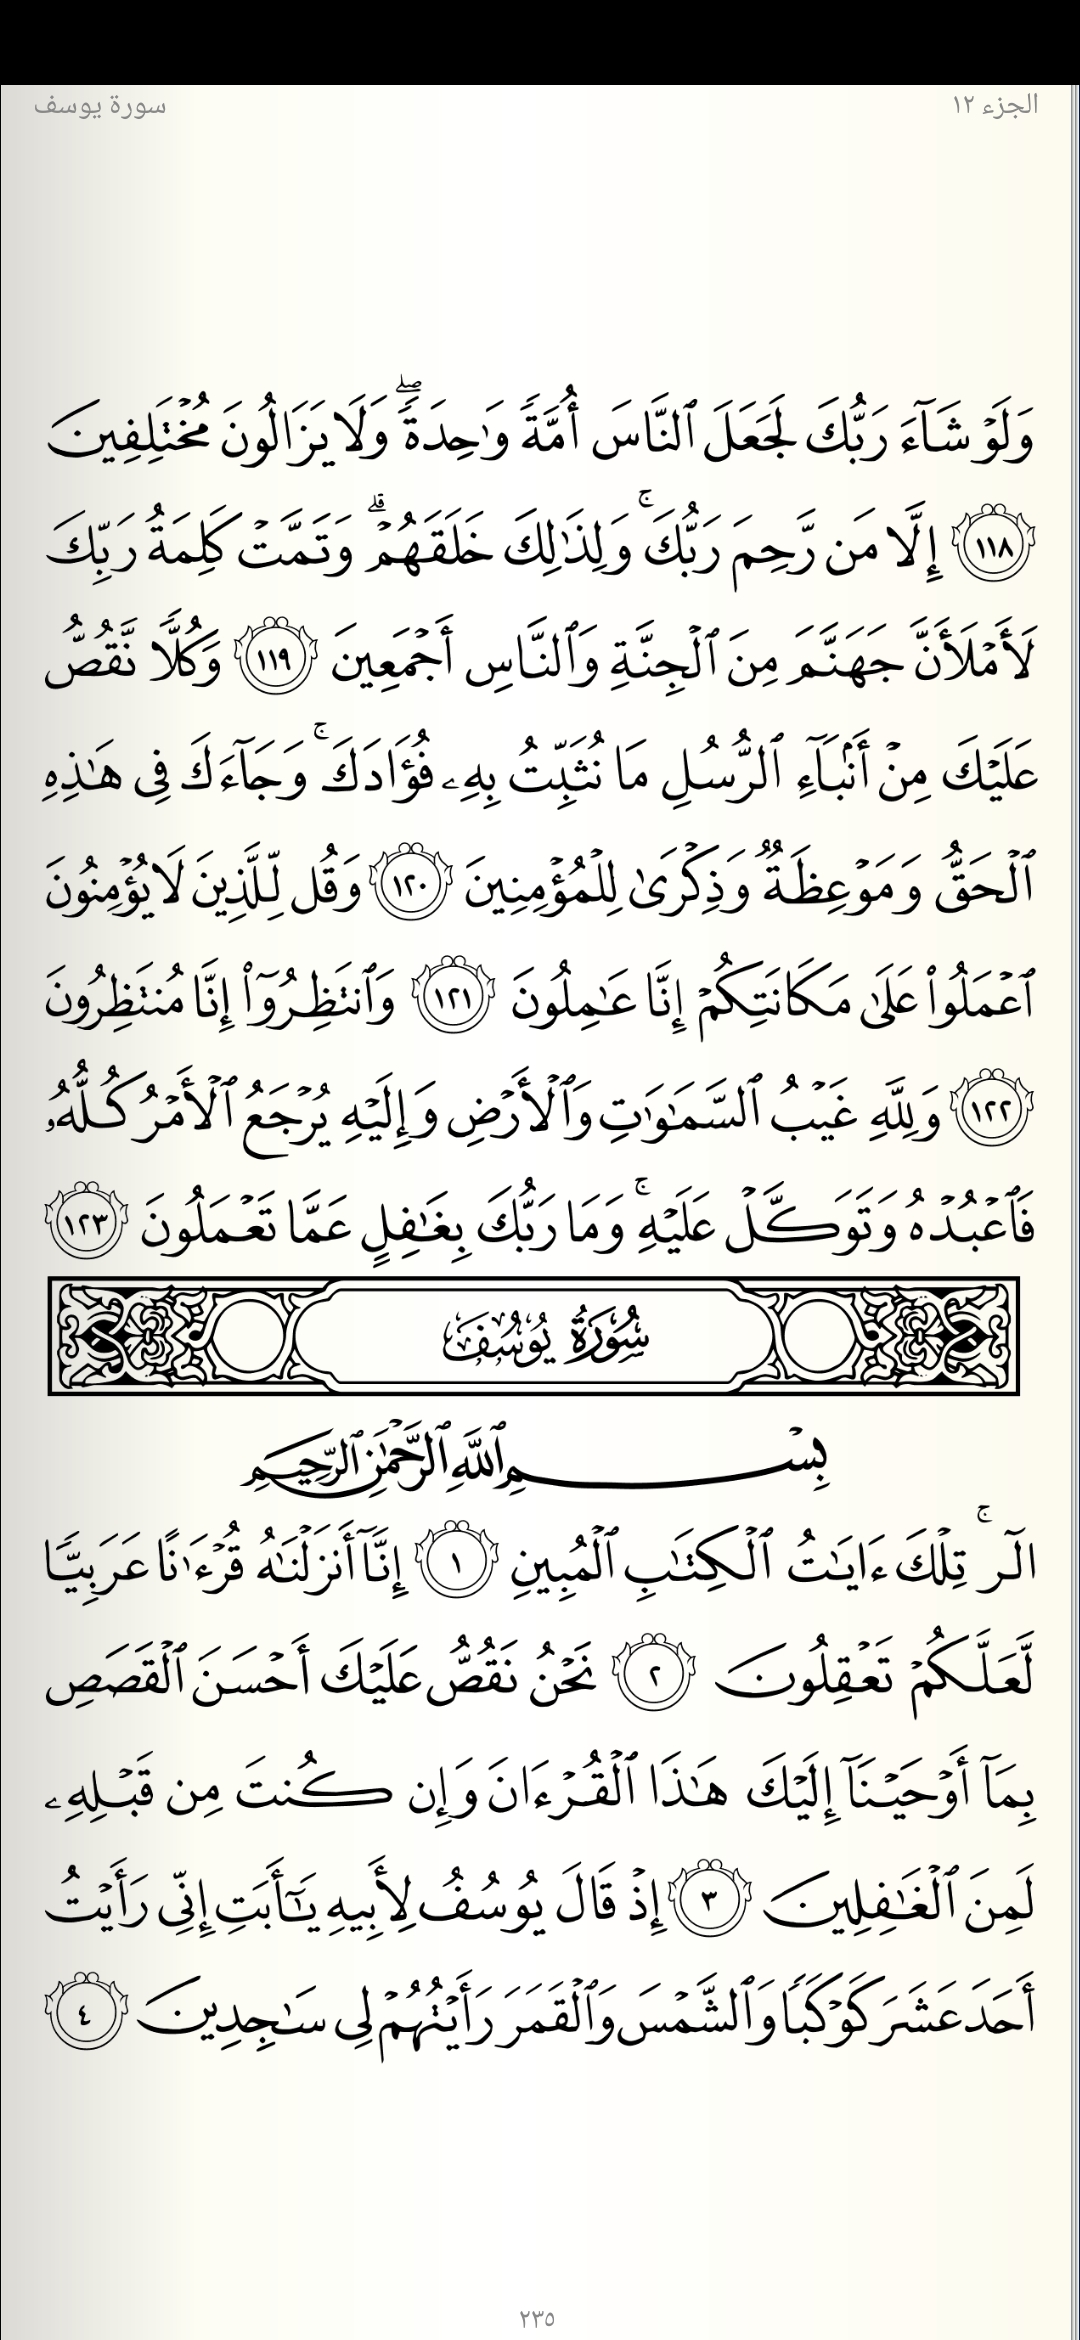 الجزء ١٢
سورة يوسف
وَلَوۡ شَآءَ رَبُّكَ لَجَعَلَ ٱلنَّاسَ أُمَّةٗ وَٰحِدَةٗۖ وَلَا يَزَالُونَ مُخۡتَلِفِينَ
١١٨ إِلَّا مَن رَّحِمَ رَبُّكَۚ وَلِذَٰلِكَ خَلَقَهُمۡۗ وَتَمَّتۡ كَلِمَةُ رَبِّكَ
لَأَمۡلَأَنَّ جَهَنَّمَ مِنَ ٱلۡجِنَّةِ وَٱلنَّاسِ أَجۡمَعِينَ ١١٩ وَكُلّٗا نَّقُصُّ
عَلَيۡكَ مِنۡ أَنۢبَآءِ ٱلرُّسُلِ مَا نُثَبِّتُ بِهِۦ فُؤَادَكَۚ وَجَآءَكَ فِي هَٰذِهِ
ٱلۡحَقُّ وَمَوۡعِظَةٞ وَذِكۡرَىٰ لِلۡمُؤۡمِنِينَ ١٢٠ وَقُل لِّلَّذِينَ لَا يُؤۡمِنُونَ
ٱعۡمَلُواْ عَلَىٰ مَكَانَتِكُمۡ إِنَّا عَٰمِلُونَ ١٢١ وَٱنتَظِرُوٓاْ إِنَّا مُنتَظِرُونَ
١٢٢ وَلِلَّهِ غَيۡبُ ٱلسَّمَٰوَٰتِ وَٱلۡأَرۡضِ وَإِلَيۡهِ يُرۡجَعُ ٱلۡأَمۡرُ كُلُّهُۥ
فَٱعۡبُدۡهُ وَتَوَكَّلۡ عَلَيۡهِۚ وَمَا رَبُّكَ بِغَٰفِلٍ عَمَّا تَعۡمَلُونَ ١٢٣
سُورَةُ يُوسُفَ
بِسۡمِ ٱللَّهِ ٱلرَّحۡمَٰنِ ٱلرَّحِيمِ
الٓرۚ تِلۡكَ ءَايَٰتُ ٱلۡكِتَٰبِ ٱلۡمُبِينِ ١ إِنَّآ أَنزَلۡنَٰهُ قُرۡءَٰنًا عَرَبِيّٗا
لَّعَلَّكُمۡ تَعۡقِلُونَ ٢ نَحۡنُ نَقُصُّ عَلَيۡكَ أَحۡسَنَ ٱلۡقَصَصِ
بِمَآ أَوۡحَيۡنَآ إِلَيۡكَ هَٰذَا ٱلۡقُرۡءَانَ وَإِن كُنتَ مِن قَبۡلِهِۦ
لَمِنَ ٱلۡغَٰفِلِينَ ٣ إِذۡ قَالَ يُوسُفُ لِأَبِيهِ يَٰٓأَبَتِ إِنِّي رَأَيۡتُ
أَحَدَ عَشَرَ كَوۡكَبٗا وَٱلشَّمۡسَ وَٱلۡقَمَرَ رَأَيۡتُهُمۡ لِي سَٰجِدِينَ ٤
٢٣٥